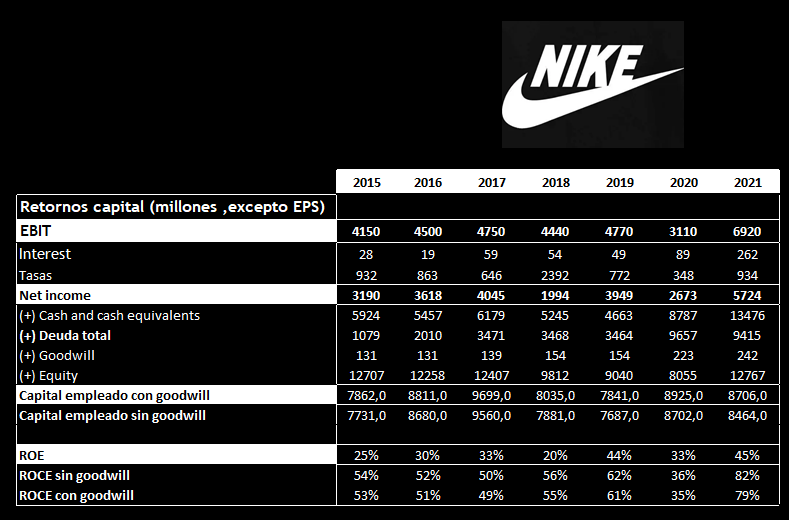 NIKE
2015 2016 2017 2018 2019 2020 2021
Retornos capital (millones ,excepto EPS)
EBIT 4150 4500 4750 4440 4770 3110 6920
Interest 28 19 59 54 49 89 262
Tasas 932 863 646 2392 772 348 934
Net income 3190 3618 4045 1994 3949 2673 5724
(+) Cash and cash equivalents 5924 5457 6179 5245 4663 8787 13476
(+) Deuda total 1079 2010 3471 3468 3464 9657 9415
(+) Goodwill 131 131 139 154 154 223 242
(+) Equity 12707 12258 12407 9812 9040 8055 12767
Capital empleado con goodwill 7862,0 8811,0 9699,0 8035,0 7841,0 8925,0 8706,0
Capital empleado sin goodwill 7731,0 8680,0 9560,0 7881,0 7687,0 8702,0 8464,0
ROE 25% 30% 33% 20% 44% 33% 45%
ROCE sin goodwill 54% 52% 50% 56% 62% 36% 82%
ROCE con goodwill 53% 51% 49% 55% 61% 35% 79%